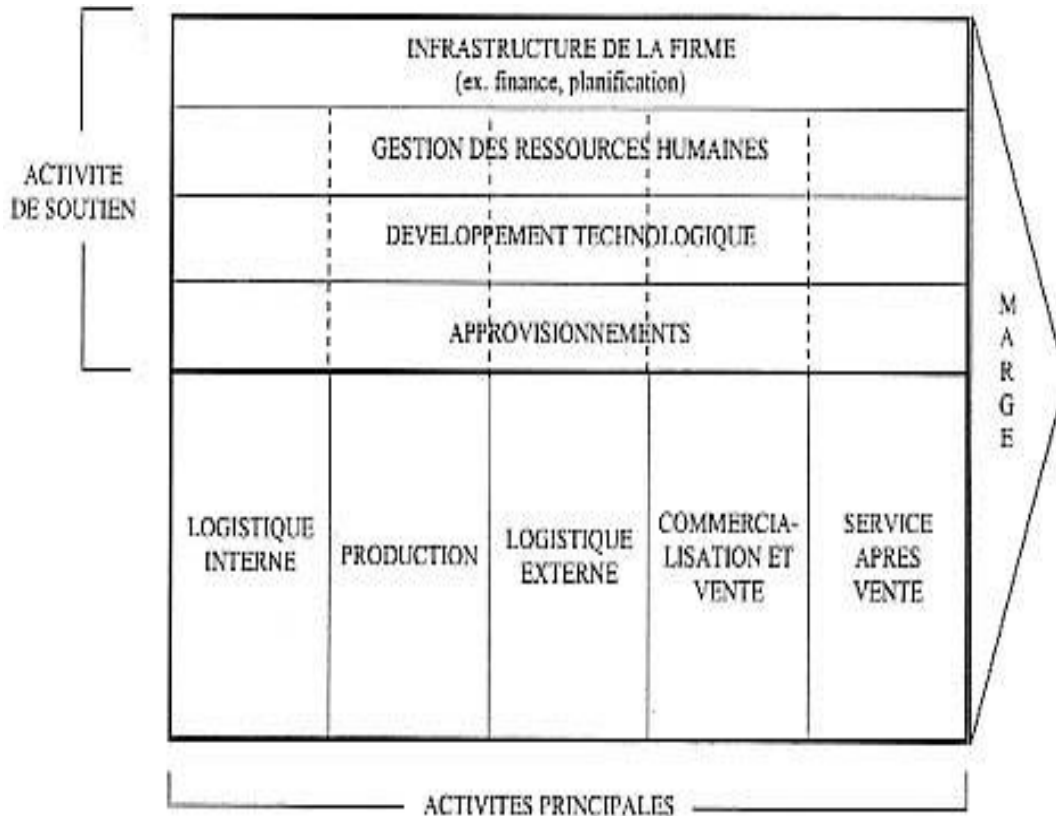 INFRASTRUCTURE DE LA FIRME
(ex. finance, planification)
GESTION DES RESSOURCES HUMAINES
ACTIVITE
DE SOUTIEN
DEVELOPPEMENT TECHNOLOGIQUE
APPROVISIONNEMENTS
M
A
R
G
E
LOGISTIQUE
INTERNE
PRODUCTION
LOGISTIQUE
EXTERNE
COMMERCIA-
LISATION ET
VENTE
SERVICE
APRES
VENTE
ACTIVITES PRINCIPALES